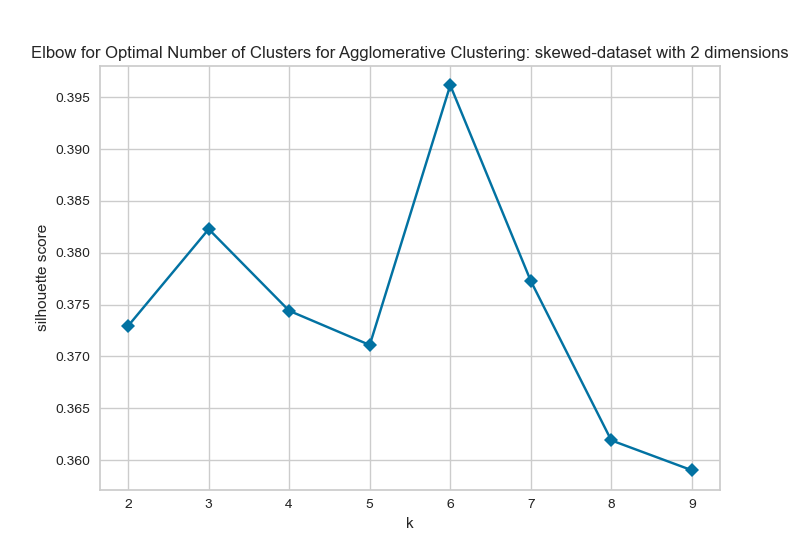 Elbow for Optimal Number of Clusters for Agglomerative Clustering: skewed-dataset with 2 dimensions
0.395
0.390
0.385
0.380
0.375
0.370
0.365
0.360
silhouette score
2 3 4 5 6 7 8 9
k